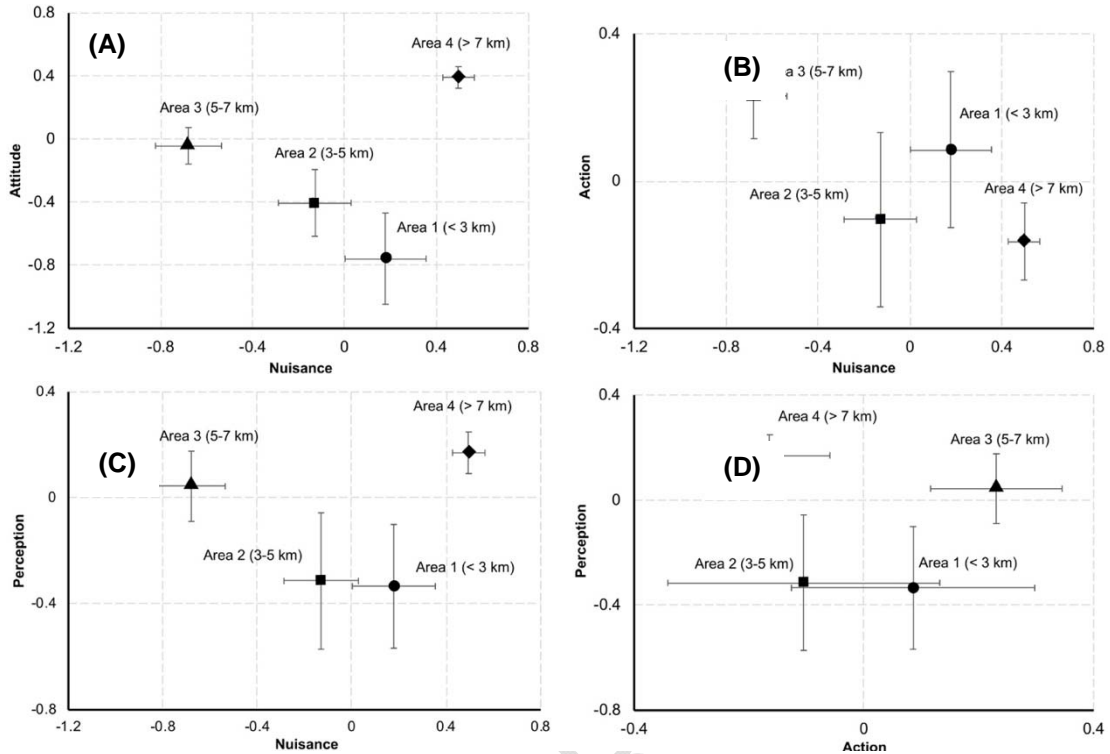 0.8
(A)
Area 4 (> 7 km)
0.4
Area 3 (5-7 km)
0
Attitude
Area 2 (3-5 km)
-0.4
Area 1 (< 3 km)
-0.8
-1.2
-1.2 -0.8 -0.4 0 0.4 0.8
Nuisance
0.4
(B)
a 3 (5-7 km)
Area 1 (< 3 km)
Action
0
Area 2 (3-5 km)
Area 4 (> 7 km)
-0.4
-1.2 -0.8 -0.4 0 0.4 0.8
Nuisance
0.4
Area 4 (> 7 km)
Area 3 (5-7 km)
(C)
0
Perception
Area 2 (3-5 km)
Area 1 (< 3 km)
-0.4
-0.8
-1.2 -0.8 -0.4 0 0.4 0.8
Nuisance
0.4
Area 4 (> 7 km)
Area 3 (5-7 km)
(D)
0
Perception
Area 2 (3-5 km)
Area 1 (< 3 km)
-0.4
-0.8
-0.4 0 0.4
Action